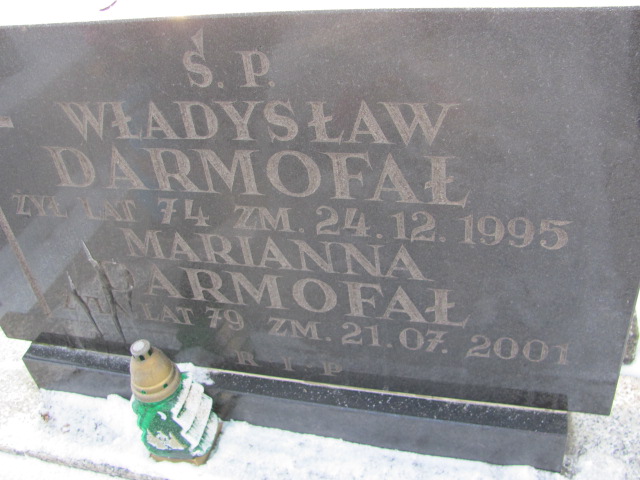 Ś. P.
WŁADYSŁAW
DARMOFAŁ
ŻYŁ LAT 74 ZM. 24.12.1995
MARIANNA
DARMOFAŁ
LAT 79 ZM. 21.07.2001
R I P